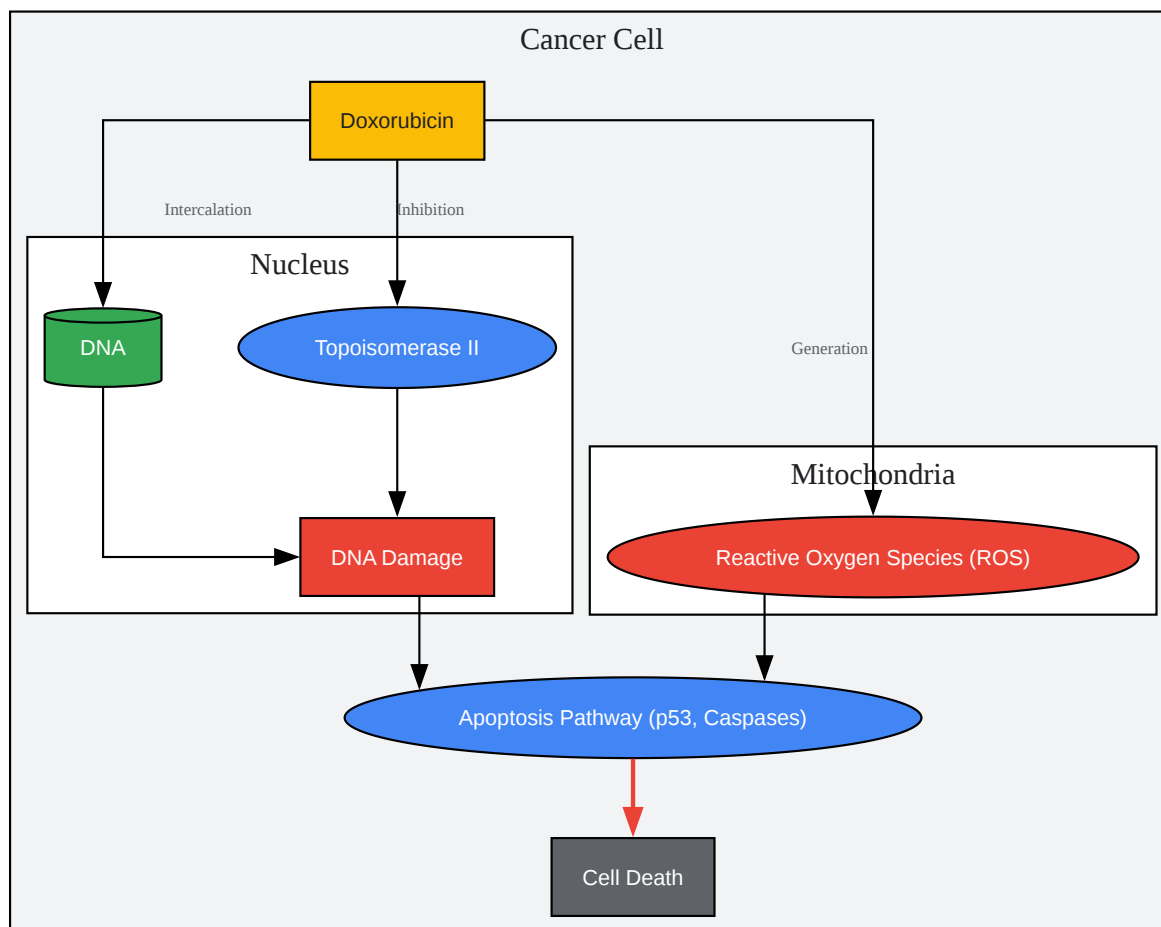 Cancer Cell
Doxorubicin
Intercalation
Inhibition
Nucleus
DNA
Topoisomerase II
Generation
Mitochondria
DNA Damage
Reactive Oxygen Species (ROS)
Apoptosis Pathway (p53, Caspases)
Cell Death